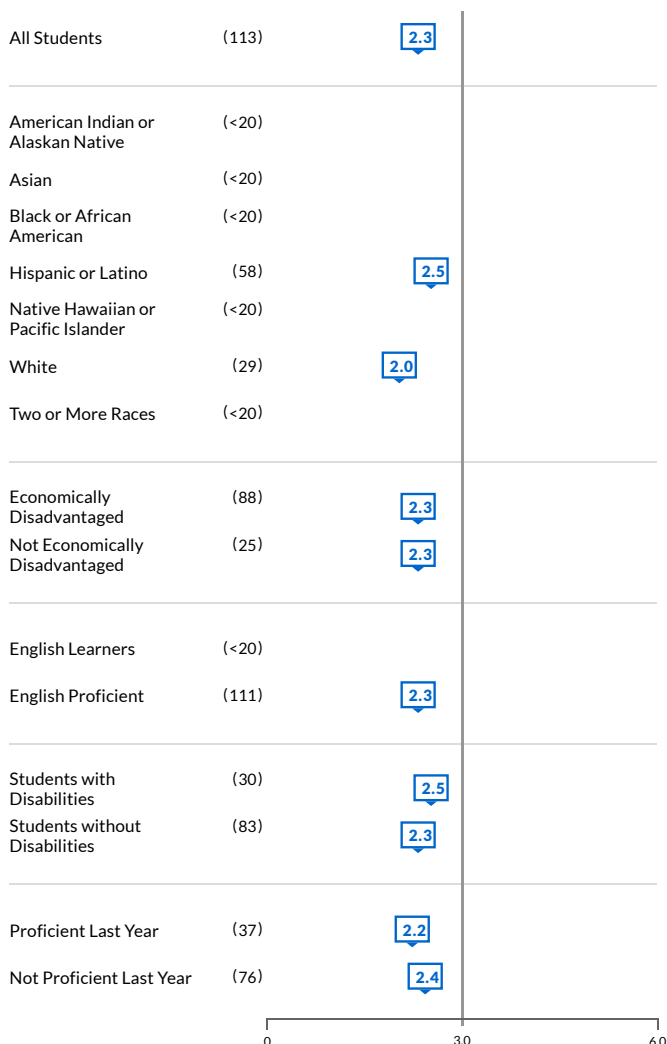 All Students (113) 2.3
American Indian or (<20)
Alaskan Native
Asian (<20)
Black or African (<20)
American
Hispanic or Latino (58) 2.5
Native Hawaiian or (<20)
Pacific Islander
White (29) 2.0
Two or More Races (<20)
Economically (88) 2.3
Disadvantaged
Not Economically (25) 2.3
Disadvantaged
English Learners (<20)
English Proficient (111) 2.3
Students with (30) 2.5
Disabilities
Students without (83) 2.3
Disabilities
Proficient Last Year (37) 2.2
Not Proficient Last Year (76) 2.4
0 3.0 6.0